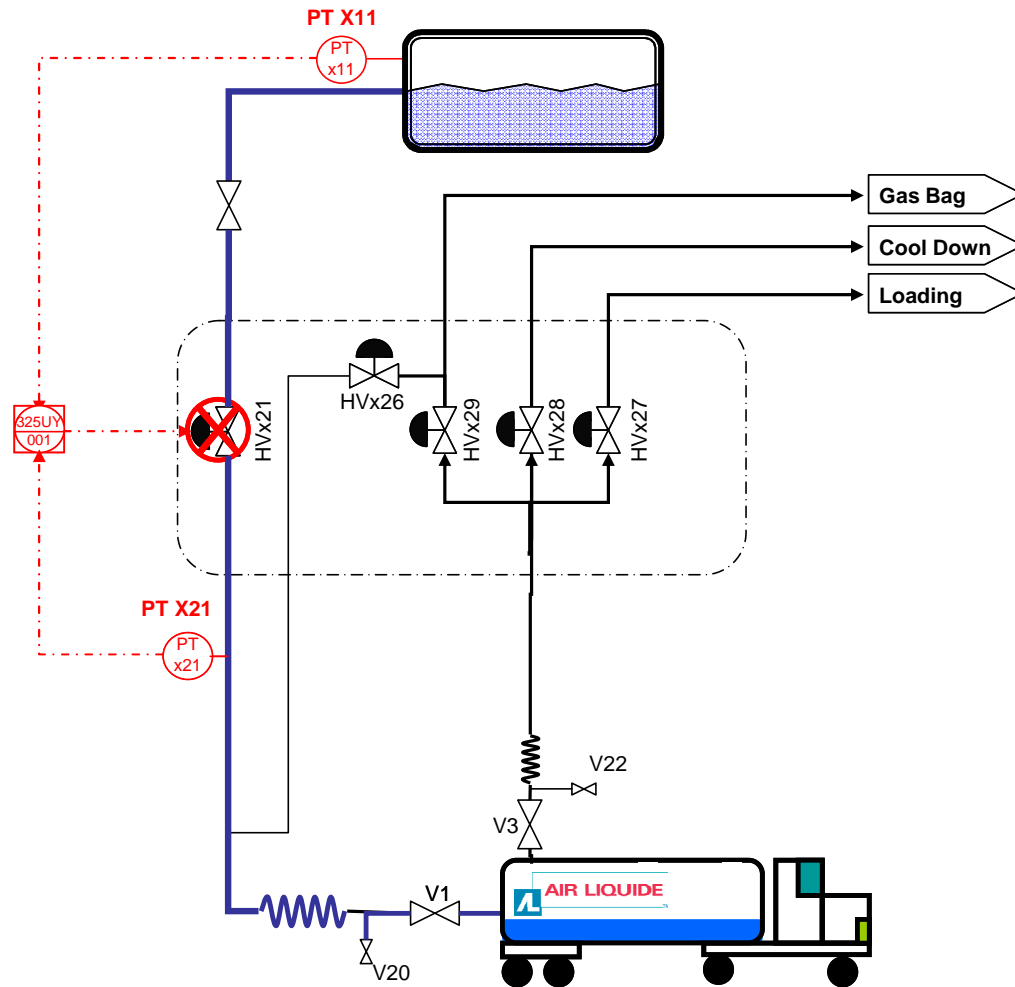 PT X11
PT
x11
Gas Bag
Cool Down
Loading
HVx26
HVx21
HVx29
HVx28
HVx27
325UY
001
PT X21
PT
x21
V22
V3
V1
AIR LIQUIDE
V20